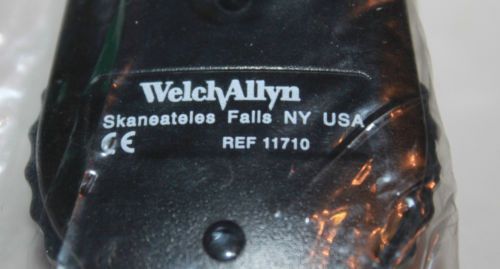 WelchAllyn
Skaneateles Falls NY USA
CE REF 11710